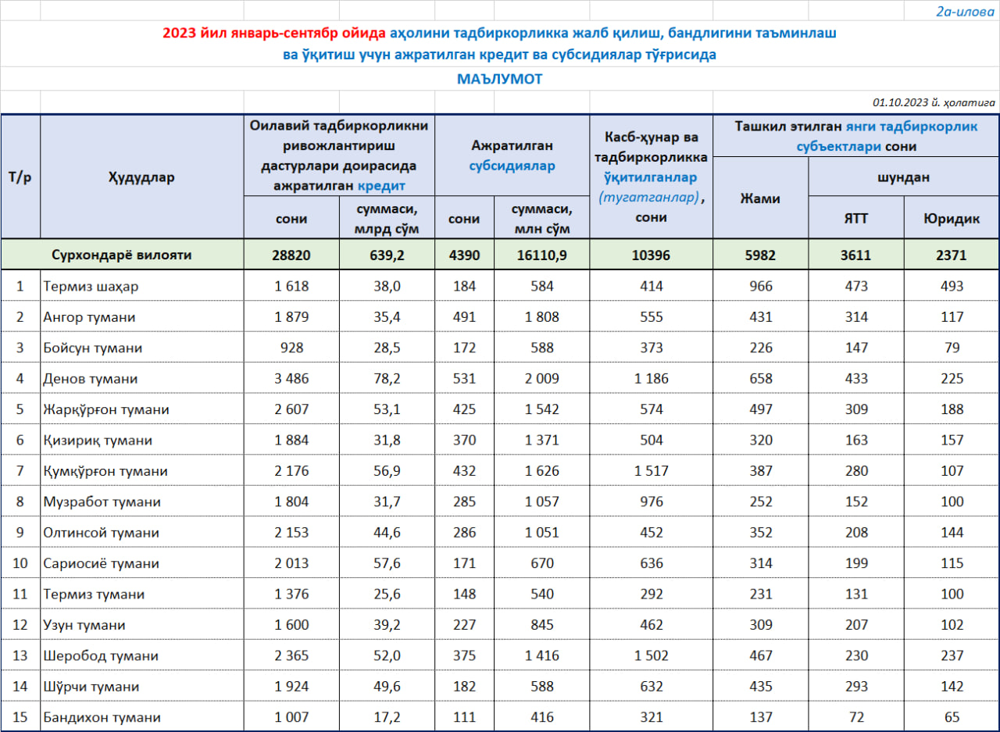 2а-илова
2023 йил январь-сентябр ойида аҳолини тадбиркорликка жалб қилиш, бандлигини таъминлаш
ва ўқитиш учун ажратилган кредит ва субсидиялар тўғрисида
МАЪЛУМОТ
01.10.2023 й. ҳолатига
Т/р
Ҳудудлар
Оилавий тадбиркорликни
ривожлантириш
дастурлари доирасида
ажратилган кредит
сони
суммаси,
млрд сўм
Ажратилган
субсидиялар
сони
суммаси,
млн сўм
Касб-ҳунар ва
тадбиркорликка
ўқитилганлар
(тугатганлар) ,
сони
Ташкил этилган янги тадбиркорлик
субъектлари сони
Жами
шундан
ЯТТ
Юридик
Сурхондарё вилояти 28820 639,2 4390 16110,9 10396 5982 3611 2371
1 Термиз шаҳар 1 618 38,0 184 584 414 966 473 493
2 Ангор тумани 1 879 35,4 491 1 808 555 431 314 117
3 Бойсун тумани 928 28,5 172 588 373 226 147 79
4 Денов тумани 3 486 78,2 531 2 009 1 186 658 433 225
5 Жарқўрғон тумани 2 607 53,1 425 1 542 574 497 309 188
6 Қизириқ тумани 1 884 31,8 370 1 371 504 320 163 157
7 Қумқўрғон тумани 2 176 56,9 432 1 626 1 517 387 280 107
8 Музработ тумани 1 804 31,7 285 1 057 976 252 152 100
9 Олтинсой тумани 2 153 44,6 286 1 051 452 352 208 144
10 Сариосиё тумани 2 013 57,6 171 670 636 314 199 115
11 Термиз тумани 1 376 25,6 148 540 292 231 131 100
12 Узун тумани 1 600 39,2 227 845 462 309 207 102
13 Шеробод тумани 2 365 52,0 375 1 416 1 502 467 230 237
14 Шўрчи тумани 1 924 49,6 182 588 632 435 293 142
15 Бандихон тумани 1 007 17,2 111 416 321 137 72 65